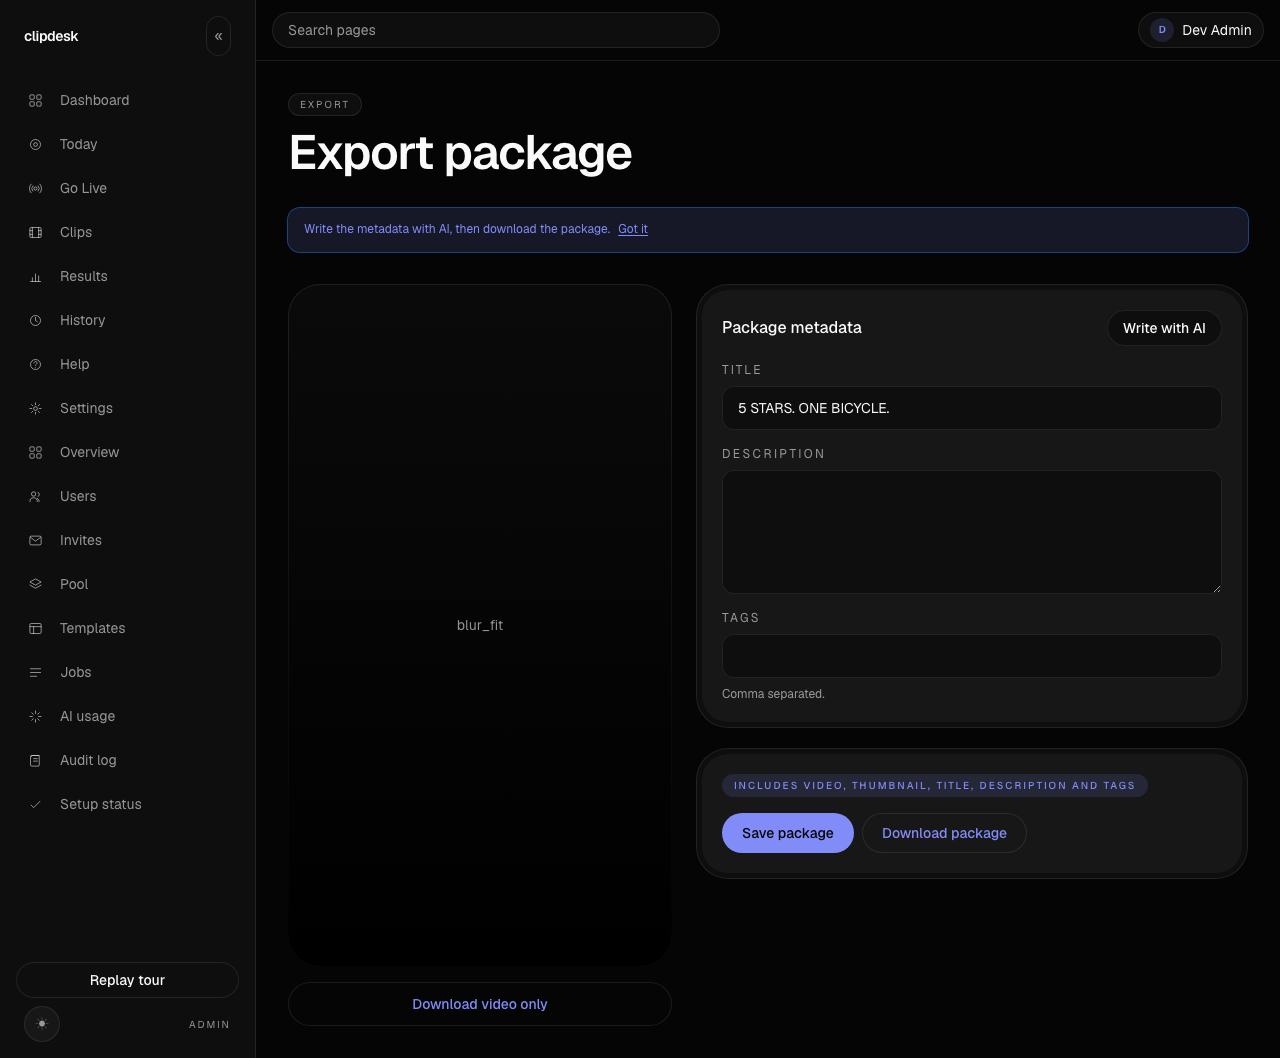 clipdesk
«
Search pages
D
Dev Admin
Dashboard
Today
Go Live
Clips
Results
History
Help
Settings
Overview
Users
Invites
Pool
Templates
Jobs
AI usage
Audit log
Setup status
Replay tour
ADMIN
EXPORT
Export package
Write the metadata with AI, then download the package. Got it
blur_fit
Download video only
Package metadata
Write with AI
TITLE
5 STARS. ONE BICYCLE.
DESCRIPTION
TAGS
Comma separated.
INCLUDES VIDEO, THUMBNAIL, TITLE, DESCRIPTION AND TAGS
Save package
Download package